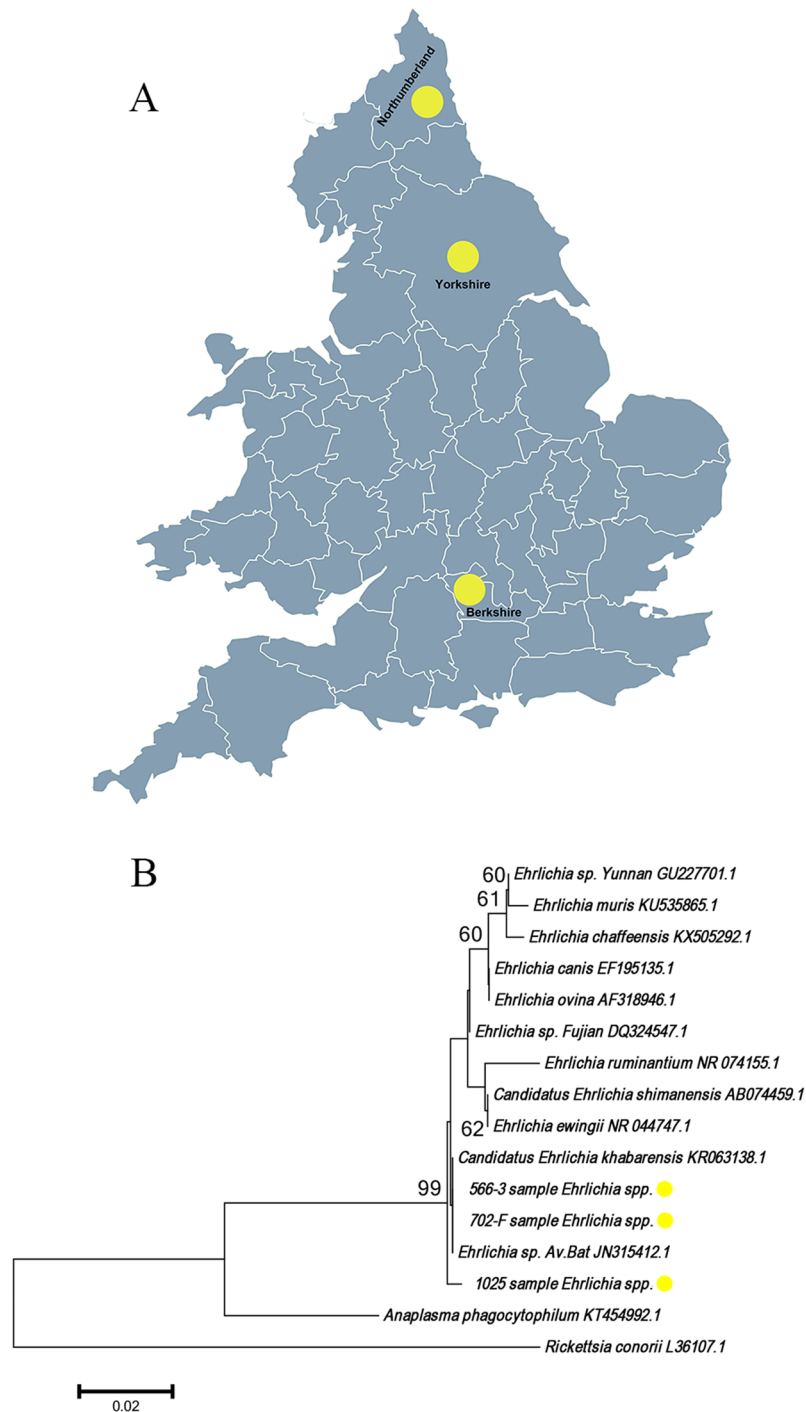 A
Northumberland
Yorkshire
Berkshire
B
60
Ehrlichia sp. Yunnan GU227701.1
61
Ehrlichia muris KU535865.1
60
Ehrlichia chaffeensis KX505292.1
Ehrlichia canis EF195135.1
Ehrlichia ovina AF318946.1
Ehrlichia sp. Fujian DQ324547.1
Ehrlichia ruminantium NR 074155.1
Candidatus Ehrlichia shimanensis AB074459.1
62
Ehrlichia ewingii NR 044747.1
Candidatus Ehrlichia khabarensis KR063138.1
99
566-3 sample Ehrlichia spp.
702-F sample Ehrlichia spp.
Ehrlichia sp. Av.Bat JN315412.1
1025 sample Ehrlichia spp.
Anaplasma phagocytophilum KT454992.1
Rickettsia conorii L36107.1
0.02